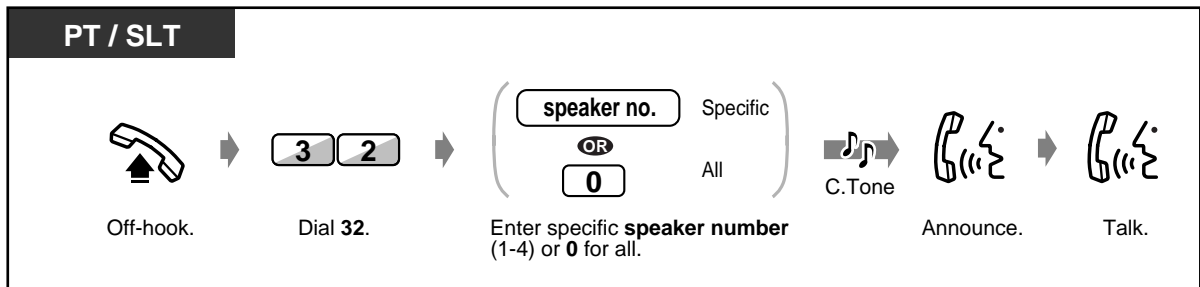 PT / SLT
speaker no. Specific
OR
3 2
0 All
C.Tone
Off-hook.
Dial 32.
Enter specific speaker number
(1-4) or 0 for all.
Announce.
Talk.